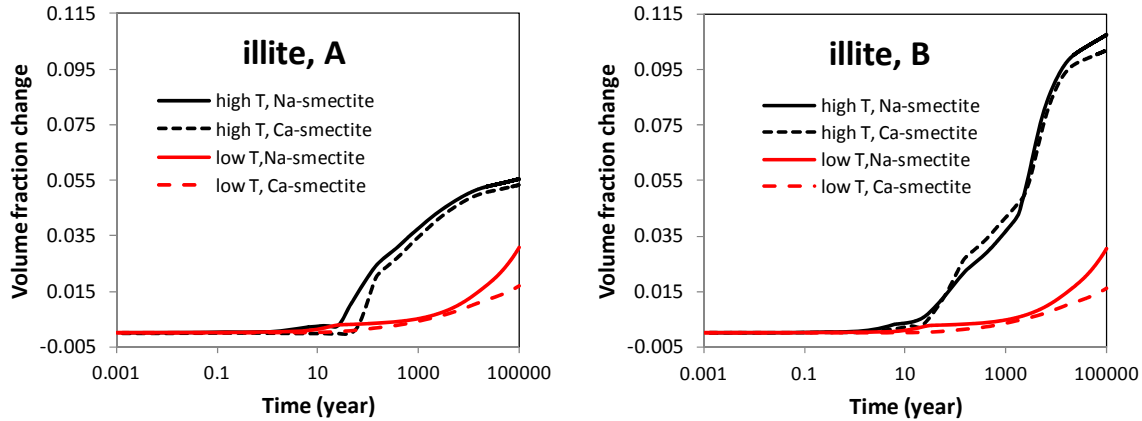 illite, A
Volume fraction change
0.115
0.095
0.075
0.055
0.035
0.015
-0.005
high T, Na-smectite
high T, Ca-smectite
low T,Na-smectite
low T, Ca-smectite
0.001 0.1 10 1000 100000
Time (year)
illite, B
Volume fraction change
0.115
0.095
0.075
0.055
0.035
0.015
-0.005
high T, Na-smectite
high T, Ca-smectite
low T,Na-smectite
low T, Ca-smectite
0.001 0.1 10 1000 100000
Time (year)